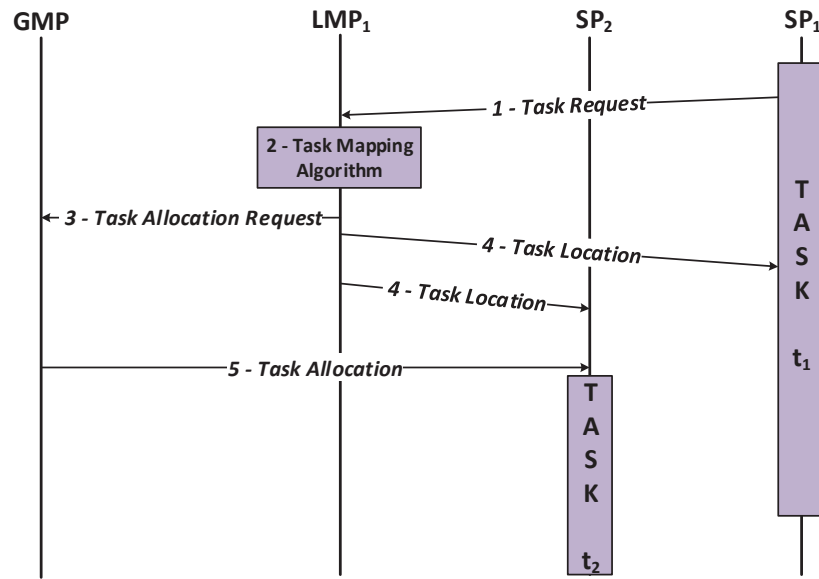 GMP LMP₁ SP₂ SP₁
1 - Task Request
2 - Task Mapping
Algorithm
3 - Task Allocation Request
4 - Task Location
4 - Task Location
5 - Task Allocation
T
A
S
K
t₁
T
A
S
K
t₂